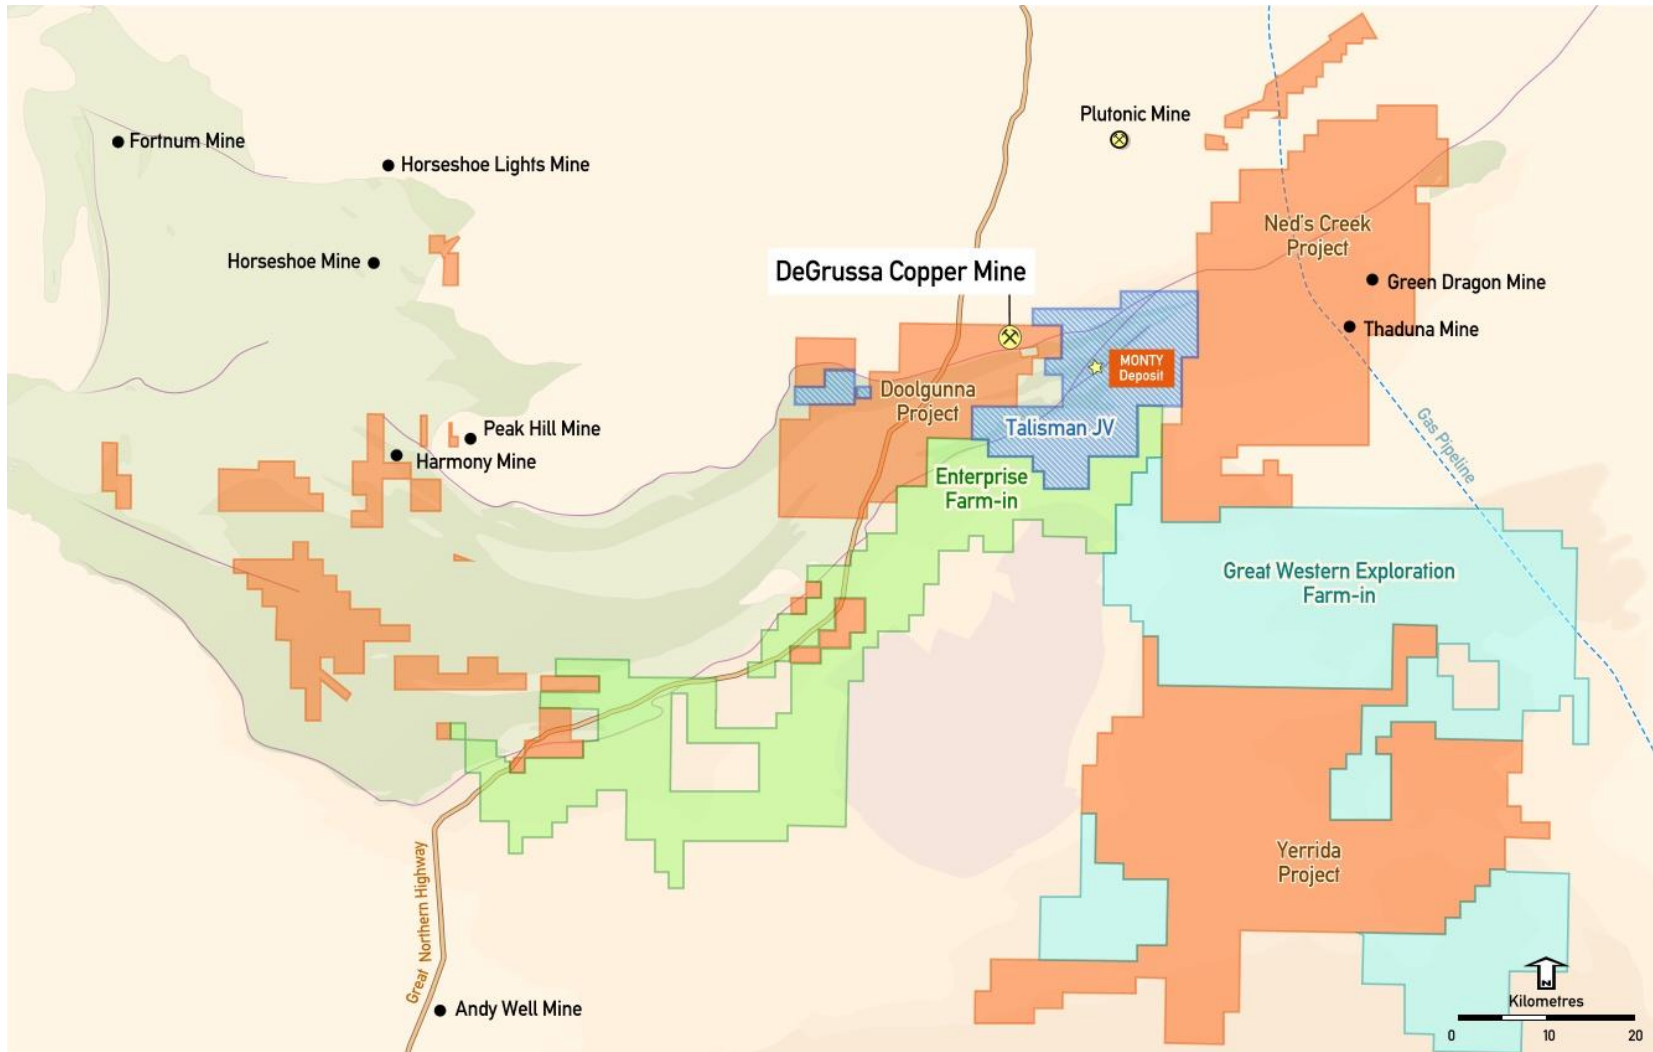 Plutonic Mine
Fortnum Mine
Horseshoe Lights Mine
Ned's Creek
Project
Horseshoe Mine
DeGrussa Copper Mine
Green Dragon Mine
Thaduna Mine
MONTY
Deposit
Doolgunna
Project
Talisman JV
Peak Hill Mine
Harmony Mine
Gas Pipeline
Enterprise
Farm-in
Great Western Exploration
Farm-in
Yerrida
Project
Great Northern Highway
Andy Well Mine
N
Kilometres
0 10 20